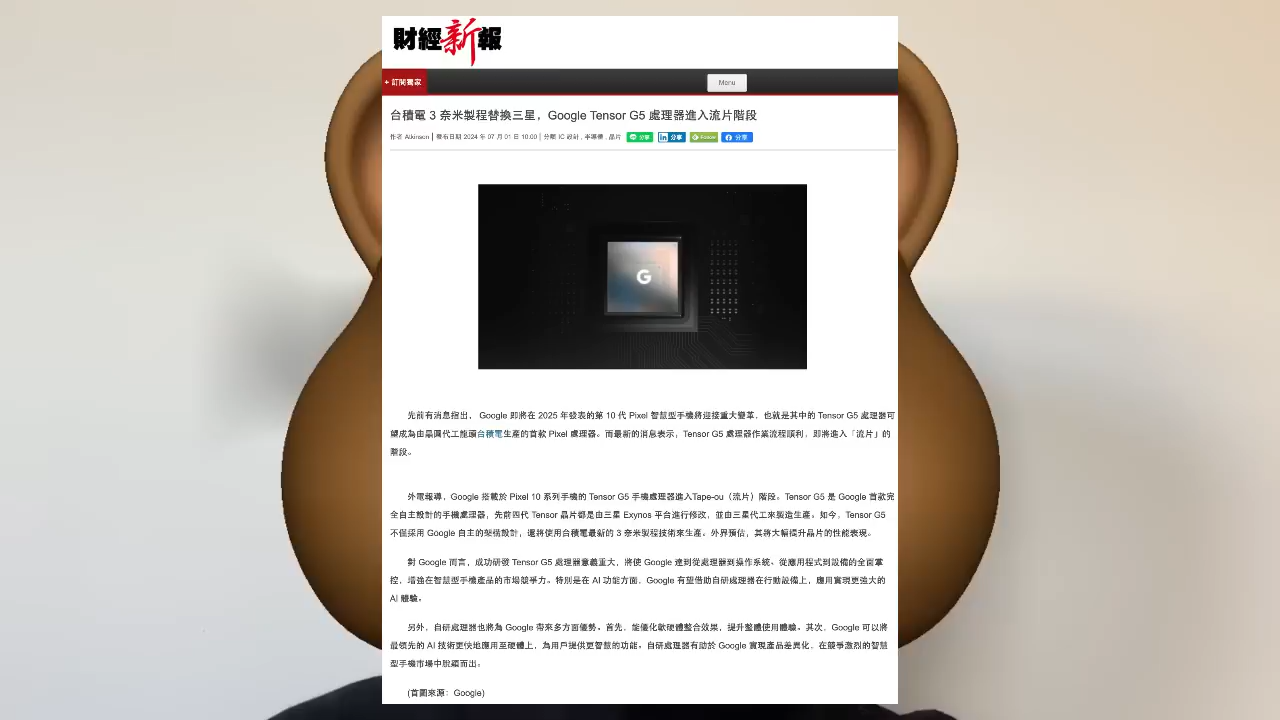 財經新報
+ 訂閱獨家
Menu
台積電 3 奈米製程替換三星，Google Tensor G5 處理器進入流片階段
作者 Atkinson | 發布日期 2024 年 07 月 01 日 10:00 | 分類 IC 設計 , 半導體 , 晶片 分享 分享 Follow 分享
G
先前有消息指出， Google 即將在 2025 年發表的第 10 代 Pixel 智慧型手機將迎接重大變革，也就是其中的 Tensor G5 處理器可
望成為由晶圓代工龍頭台積電生產的首款 Pixel 處理器。而最新的消息表示，Tensor G5 處理器作業流程順利，即將進入「流片」的
階段。
外電報導，Google 搭載於 Pixel 10 系列手機的 Tensor G5 手機處理器進入Tape-ou（流片）階段。Tensor G5 是 Google 首款完
全自主設計的手機處理器，先前四代 Tensor 晶片都是由三星 Exynos 平台進行修改，並由三星代工來製造生產。如今，Tensor G5
不僅採用 Google 自主的架構設計，還將使用台積電最新的 3 奈米製程技術來生產。外界預估，其將大幅提升晶片的性能表現。
對 Google 而言，成功研發 Tensor G5 處理器意義重大，將使 Google 達到從處理器到操作系統、從應用程式到設備的全面掌
控，增強在智慧型手機產品的市場競爭力。特別是在 AI 功能方面，Google 有望借助自研處理器在行動設備上，應用實現更強大的
AI 體驗。
另外，自研處理器也將為 Google 帶來多方面優勢。首先，能優化軟硬體整合效果，提升整體使用體驗。其次，Google 可以將
最領先的 AI 技術更快地應用至硬體上，為用戶提供更智慧的功能。自研處理器有助於 Google 實現產品差異化，在競爭激烈的智慧
型手機市場中脫穎而出。
(首圖來源：Google)